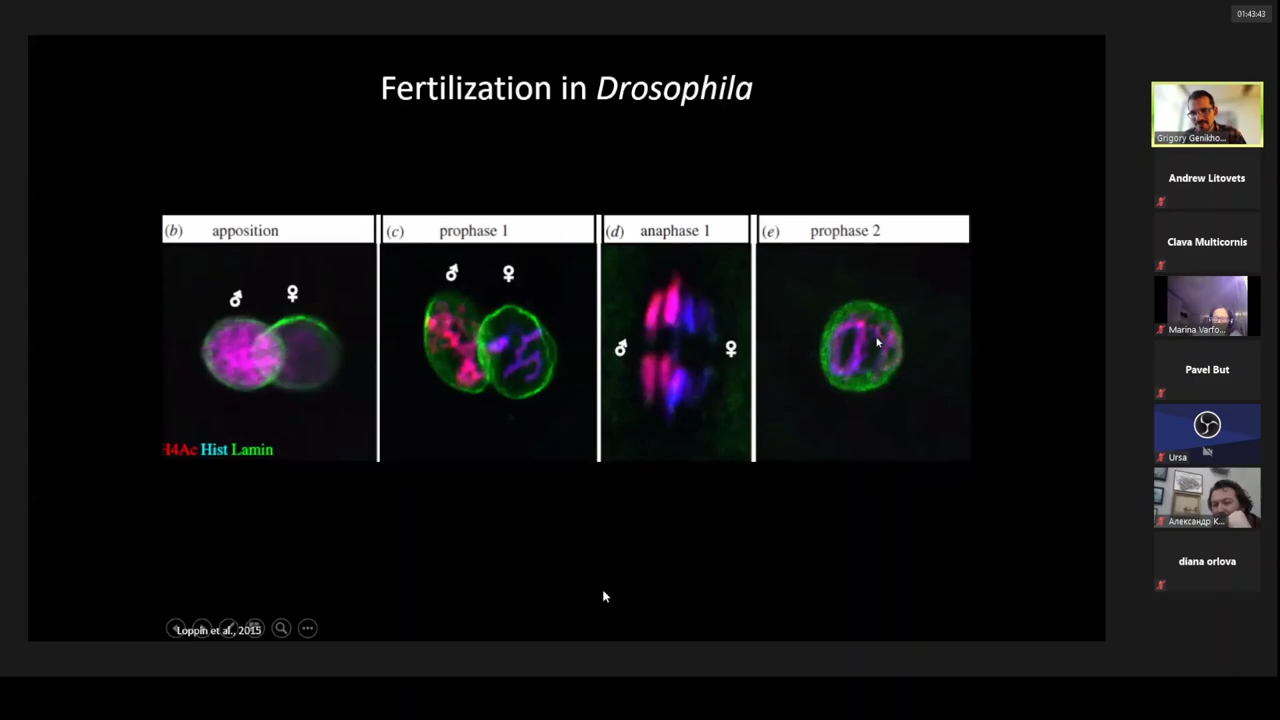 01:43:43
Fertilization in Drosophila
(b) apposition
(c) prophase 1
(d) anaphase 1
(e) prophase 2
♂ ♀
♂ ♀
♂ ♀
H4Ac Hist Lamin
Loppin et al., 2015
Grigory Genikho...
Andrew Litovets
Clava Multicornis
Marina Varfo...
Pavel But
Ursa
Александр К...
diana orlova